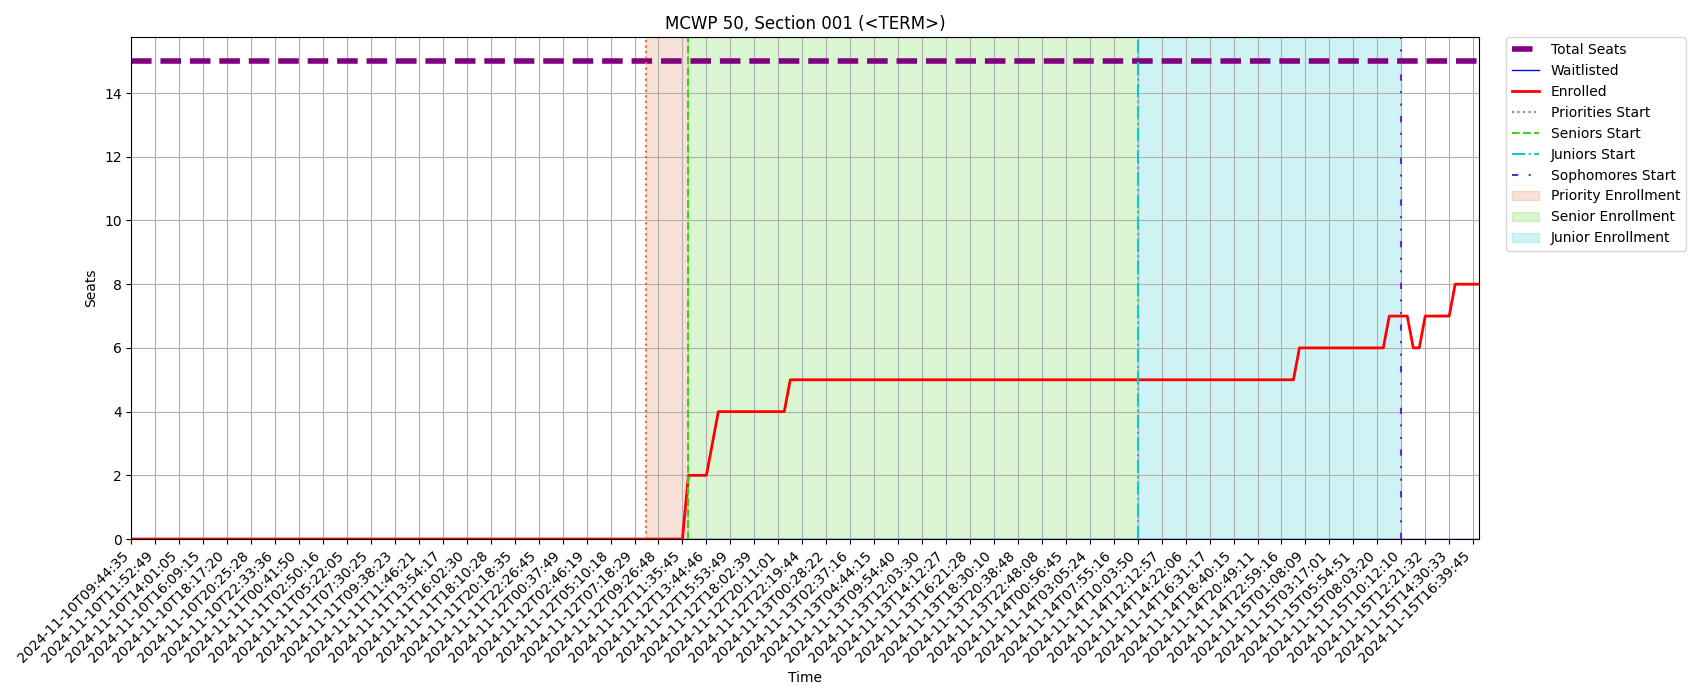 MCWP 50, Section 001 (<TERM>)
Total Seats
Waitlisted
Enrolled
Priorities Start
Seniors Start
Juniors Start
Sophomores Start
Priority Enrollment
Senior Enrollment
Junior Enrollment
Seats
14
12
10
8
6
4
2
0
2024-11-10T09:44:35
2024-11-10T11:52:49
2024-11-10T14:01:05
2024-11-10T16:09:15
2024-11-10T18:17:20
2024-11-10T20:25:28
2024-11-10T22:33:36
2024-11-11T00:41:50
2024-11-11T02:50:16
2024-11-11T05:22:05
2024-11-11T07:30:25
2024-11-11T09:38:23
2024-11-11T11:46:21
2024-11-11T13:54:17
2024-11-11T16:02:30
2024-11-11T18:10:28
2024-11-11T20:18:35
2024-11-11T22:26:45
2024-11-12T00:37:49
2024-11-12T02:46:19
2024-11-12T05:10:18
2024-11-12T07:18:29
2024-11-12T09:26:48
2024-11-12T11:35:45
2024-11-12T13:44:46
2024-11-12T15:53:49
2024-11-12T18:02:39
2024-11-12T20:11:01
2024-11-12T22:19:44
2024-11-13T00:28:22
2024-11-13T02:37:16
2024-11-13T04:44:15
2024-11-13T09:54:40
2024-11-13T12:03:30
2024-11-13T14:12:27
2024-11-13T16:21:28
2024-11-13T18:30:10
2024-11-13T20:38:48
2024-11-13T22:48:08
2024-11-14T00:56:45
2024-11-14T03:05:24
2024-11-14T07:55:16
2024-11-14T10:03:50
2024-11-14T12:12:57
2024-11-14T14:22:06
2024-11-14T16:31:17
2024-11-14T18:40:15
2024-11-14T20:49:11
2024-11-14T22:59:16
2024-11-15T01:08:09
2024-11-15T03:17:01
2024-11-15T05:54:51
2024-11-15T08:03:20
2024-11-15T10:12:10
2024-11-15T12:21:32
2024-11-15T14:30:33
2024-11-15T16:39:45
Time